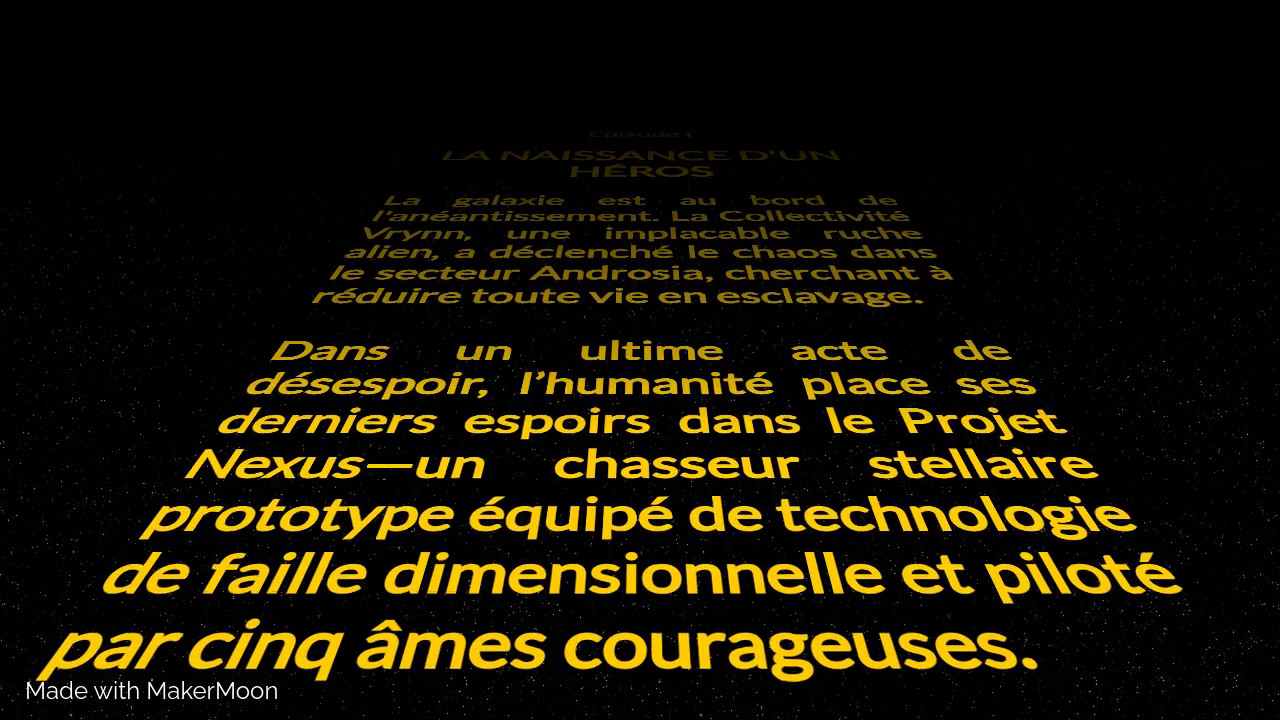 Episode I
LA NAISSANCE D'UN
HÉROS
La galaxie est au bord de
l'anéantissement. La Collectivité
Vrynn, une implacable ruche
alien, a déclenché le chaos dans
le secteur Androsia, cherchant à
réduire toute vie en esclavage.
Dans un ultime acte de
désespoir, l’humanité place ses
derniers espoirs dans le Projet
Nexus—un chasseur stellaire
prototype équipé de technologie
de faille dimensionnelle et piloté
par cinq âmes courageuses.
Made with MakerMoon